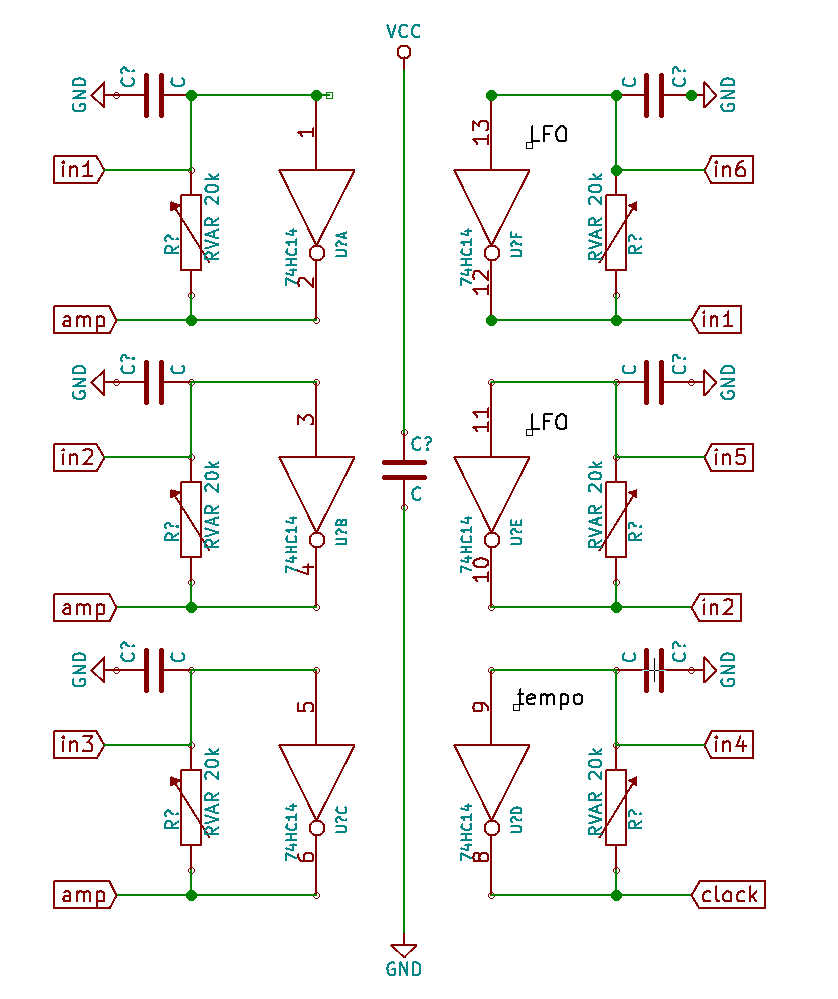 VCC
GND C? C
C C? GND
1
13
LFO
in1
in6
R? RVAR 20k
74HC14 U?A
74HC14 U?F
RVAR 20k R?
2
12
amp
in1
GND C? C
C C? GND
3
11
LFO
C?
C
in2
in5
R? RVAR 20k
74HC14 U?B
74HC14 U?E
RVAR 20k R?
4
10
amp
in2
GND C? C
C C? GND
5
9
tempo
in3
in4
R? RVAR 20k
74HC14 U?C
74HC14 U?D
RVAR 20k R?
6
8
amp
clock
GND